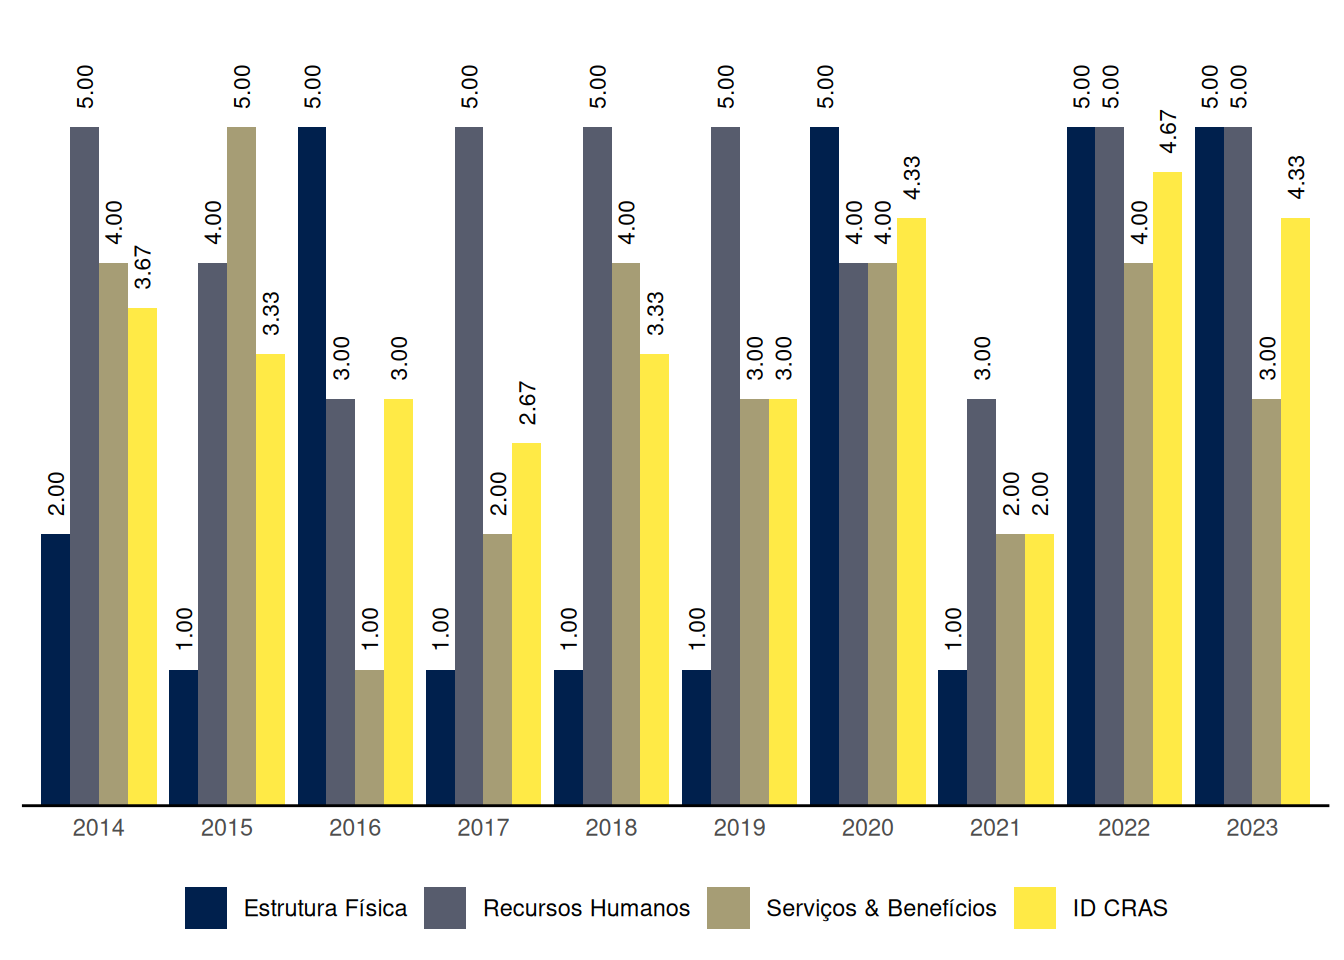 2.00 5.00 4.00 3.67 1.00 4.00 5.00 3.33 5.00 3.00 1.00 3.00 1.00 5.00 2.00 2.67 1.00 5.00 4.00 3.33 1.00 5.00 3.00 3.00 5.00 4.00 4.00 4.33 1.00 3.00 2.00 2.00 5.00 5.00 4.00 4.67 5.00 5.00 3.00 4.33
2014 2015 2016 2017 2018 2019 2020 2021 2022 2023
Estrutura Física Recursos Humanos Serviços & Benefícios ID CRAS